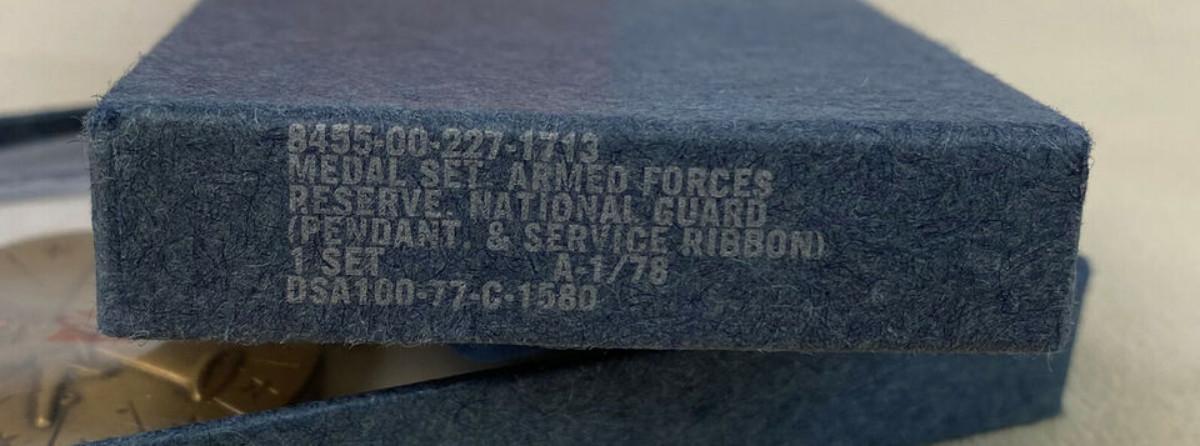 8455-00-227-1713
MEDAL SET, ARMED FORCES
RESERVE, NATIONAL GUARD
(PENDANT, & SERVICE RIBBON)
1 SET A-1/78
DSA100-77-C-1580